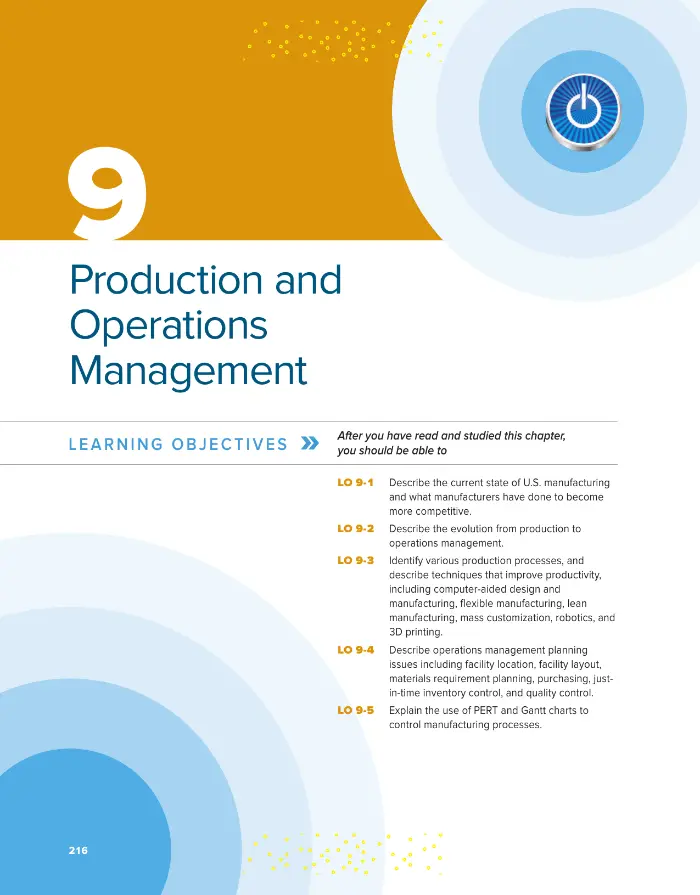 9
Production and
Operations
Management
LEARNING OBJECTIVES »
After you have read and studied this chapter,
you should be able to
LO 9-1 Describe the current state of U.S. manufacturing
and what manufacturers have done to become
more competitive.
LO 9-2 Describe the evolution from production to
operations management.
LO 9-3 Identify various production processes, and
describe techniques that improve productivity,
including computer-aided design and
manufacturing, flexible manufacturing, lean
manufacturing, mass customization, robotics, and
3D printing.
LO 9-4 Describe operations management planning
issues including facility location, facility layout,
materials requirement planning, purchasing, just-
in-time inventory control, and quality control.
LO 9-5 Explain the use of PERT and Gantt charts to
control manufacturing processes.
216